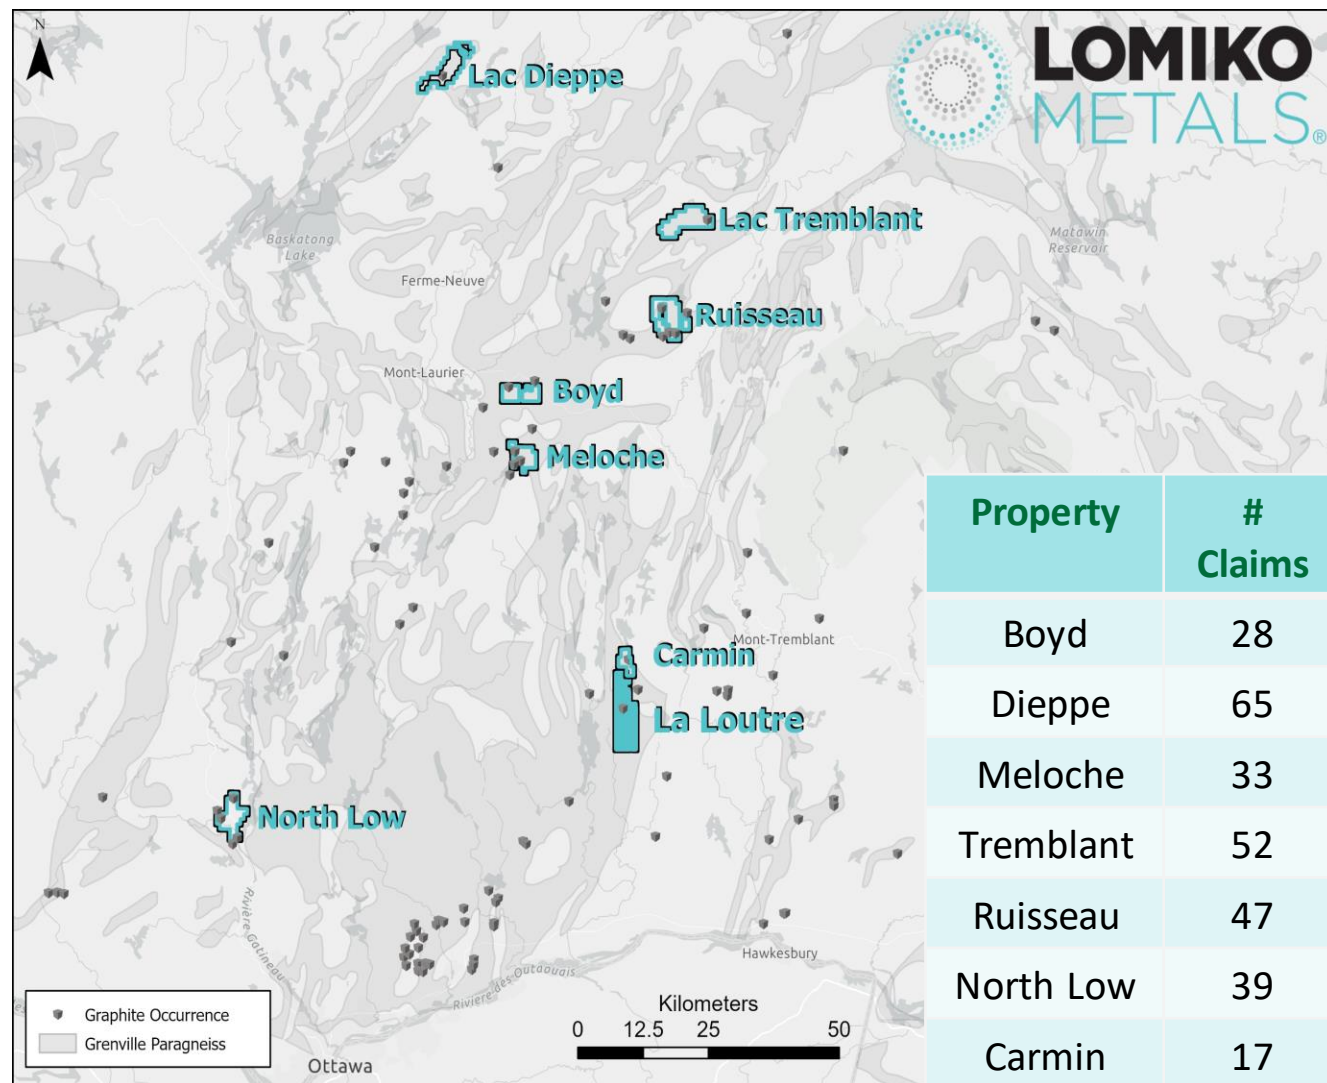 N
LOMIKO
METALS®
Lac Dieppe
Lac Tremblant
Baskatong
Lake
Matawin
Reservoir
Ferme-Neuve
Ruisseau
Mont-Laurier
Boyd
Meloche
Mont-Tremblant
Carmin
La Loutre
North Low
Rivière Gatineau
Rivière des Outaouais
Hawkesbury
Ottawa
Graphite Occurrence
Grenville Paragneiss
Kilometers
0 12.5 25 50
Property # Claims
Boyd 28
Dieppe 65
Meloche 33
Tremblant 52
Ruisseau 47
North Low 39
Carmin 17